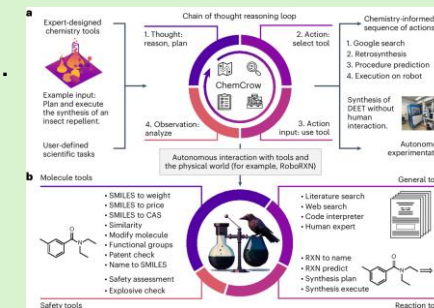 a
Chain of thought reasoning loop
Expert-designed
chemistry tools
Example input:
Plan and execute
the synthesis of an
insect repellent.
User-defined
scientific tasks
1. Thought:
reason, plan
2. Action:
select tool
ChemCrow
4. Observation:
analyze
3. Action
input: use tool
Chemistry-informed
sequence of actions
1. Google search
2. Retrosynthesis
3. Procedure prediction
4. Execution on robot
Synthesis of
DEET without
human
interaction.
Autonomous interaction with tools and
the physical world (for example, RoboRXN)
b
Molecule tools
• SMILES to weight
• SMILES to price
• SMILES to CAS
• Similarity
• Modify molecule
• Functional groups
• Patent check
• Name to SMILES
• Safety assessment
• Explosive check
Safety tools
General
• Literature search
• Web search
• Code interpreter
• Human expert
• RXN to name
• RXN predict
• Synthesis plan
• Synthesis execute
Reaction